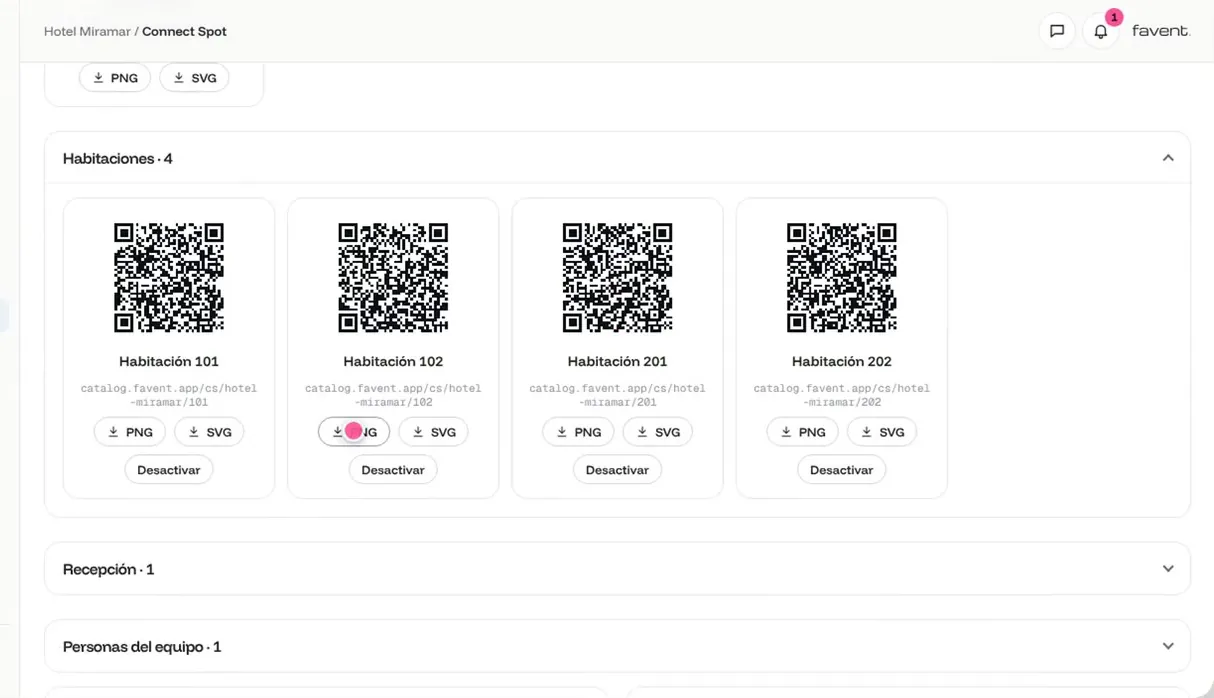 Hotel Miramar / Connect Spot
1
favent.
PNG
SVG
Habitaciones · 4
Habitación 101
catalog.favent.app/cs/hotel
-miramar/101
PNG
SVG
Desactivar
Habitación 102
catalog.favent.app/cs/hotel
-miramar/102
SVG
Desactivar
Habitación 201
catalog.favent.app/cs/hotel
-miramar/201
PNG
SVG
Desactivar
Habitación 202
catalog.favent.app/cs/hotel
-miramar/202
PNG
SVG
Desactivar
Recepción · 1
Personas del equipo · 1